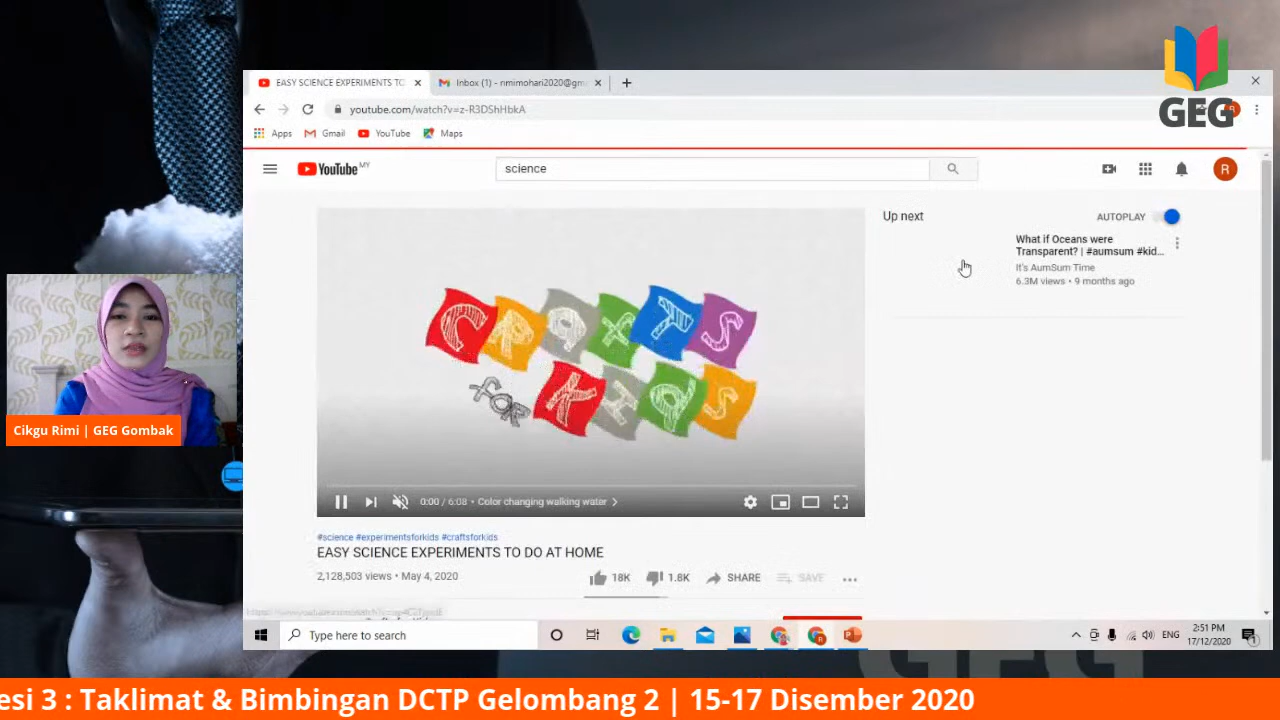 GEG
EASY SCIENCE EXPERIMENTS TO
Inbox (1) - rimimohari2020@gm
youtube.com/watch?v=z-R3DShHbkA
Apps
Gmail
YouTube
Maps
YouTube MY
science
R
CRAFTS
FOR KIDS
Up next
AUTOPLAY
What if Oceans were
Transparent? | #aumsum #kid...
It's AumSum Time
6.3M views • 9 months ago
0:00 / 6:08 • Color changing walking water
#science #experimentsforkids #craftsforkids
EASY SCIENCE EXPERIMENTS TO DO AT HOME
2,128,503 views • May 4, 2020
18K
1.8K
SHARE
SAVE
Cikgu Rimi | GEG Gombak
Type here to search
ENG
2:51 PM
17/12/2020
GEG
esi 3 : Taklimat & Bimbingan DCTP Gelombang 2 | 15-17 Disember 2020